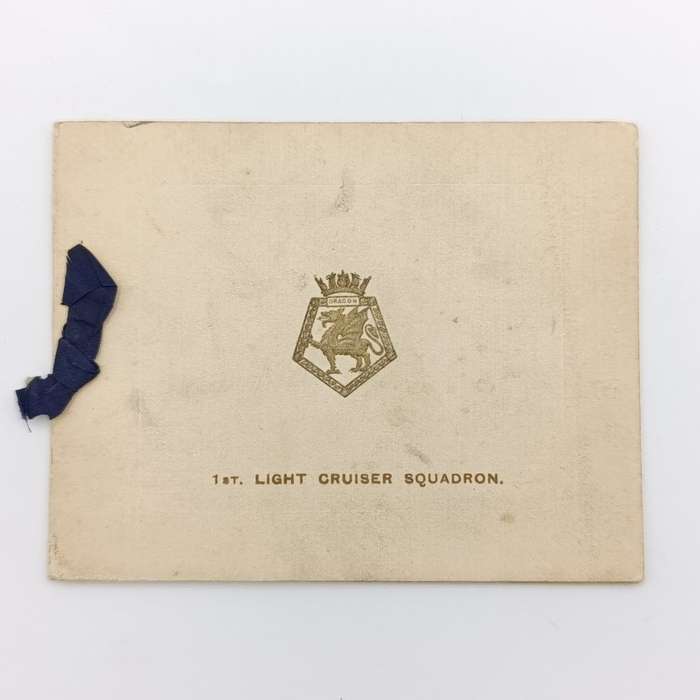 DRAGON
1ST. LIGHT CRUISER SQUADRON.